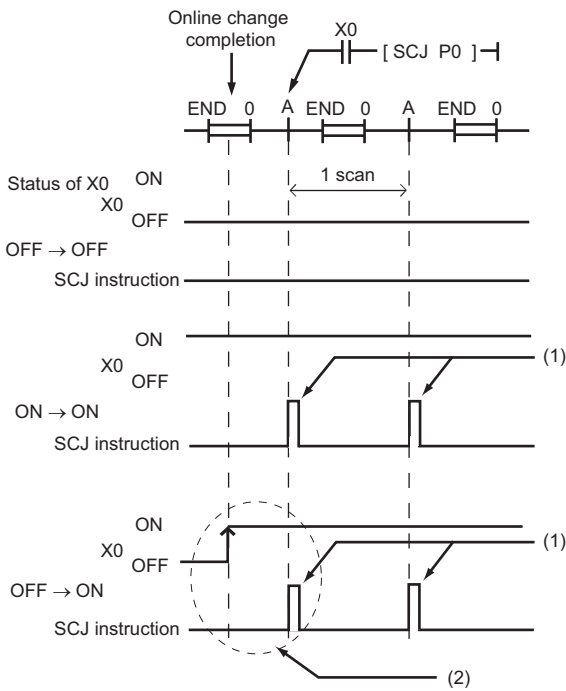 Online change
completion
X0
[ SCJ P0 ]
END 0 A END 0 A END 0
1 scan
Status of X0 ON
X0
OFF
OFF → OFF
SCJ instruction
ON
X0
OFF
(1)
ON → ON
SCJ instruction
ON
X0
OFF
(1)
OFF → ON
SCJ instruction
(2)